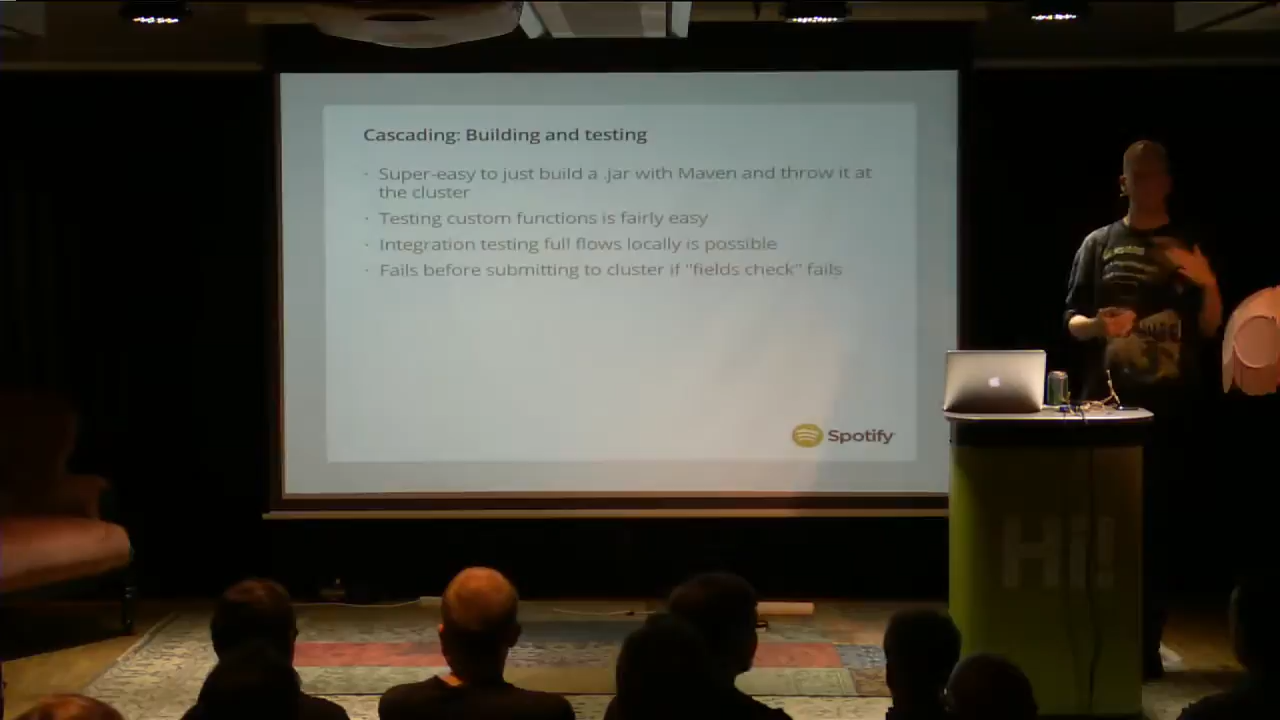 Cascading: Building and testing
· Super-easy to just build a .jar with Maven and throw it at
the cluster
· Testing custom functions is fairly easy
· Integration testing full flows locally is possible
· Fails before submitting to cluster if "fields check" fails
Spotify
Hi!